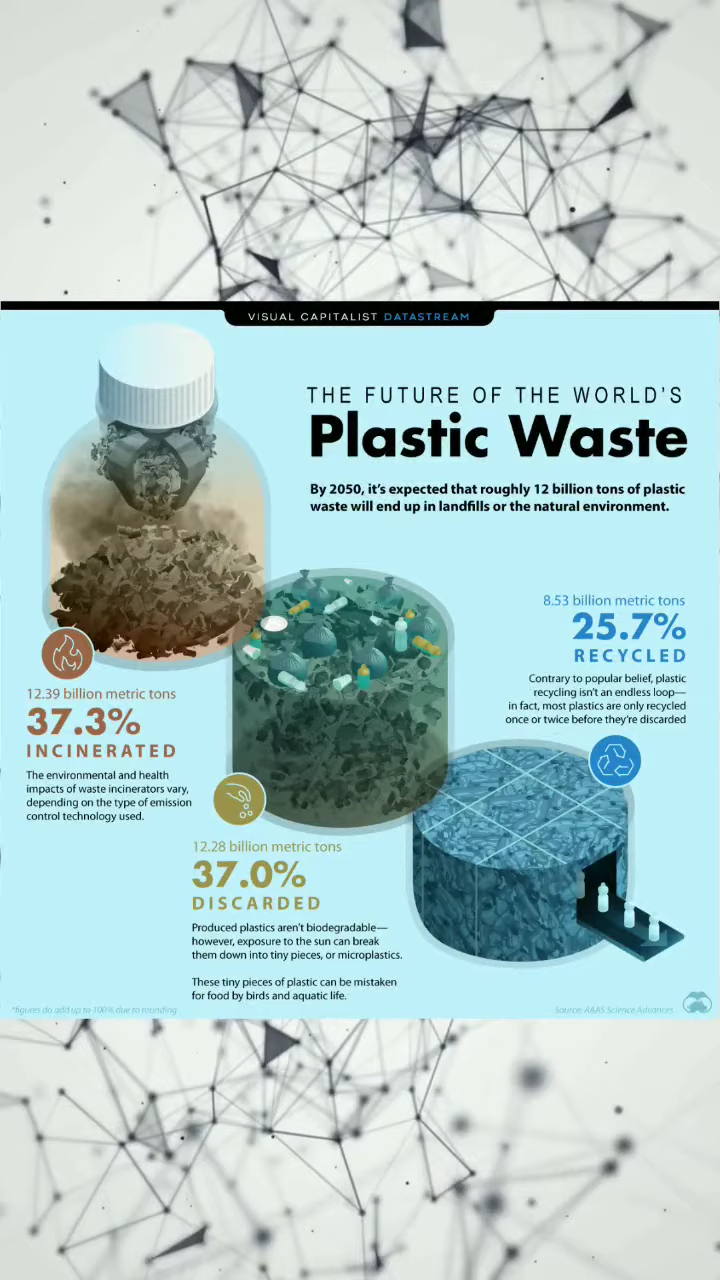 VISUAL CAPITALIST DATASTREAM
THE FUTURE OF THE WORLD'S
Plastic Waste
By 2050, it's expected that roughly 12 billion tons of plastic
waste will end up in landfills or the natural environment.
12.39 billion metric tons
37.3%
INCINERATED
The environmental and health
impacts of waste incinerators vary,
depending on the type of emission
control technology used.
8.53 billion metric tons
25.7%
RECYCLED
Contrary to popular belief, plastic
recycling isn't an endless loop—
in fact, most plastics are only recycled
once or twice before they're discarded
12.28 billion metric tons
37.0%
DISCARDED
Produced plastics aren't biodegradable—
however, exposure to the sun can break
them down into tiny pieces, or microplastics.
These tiny pieces of plastic can be mistaken
for food by birds and aquatic life.
*figures do add up to 100% due to rounding
Source: AAAS Science Advances